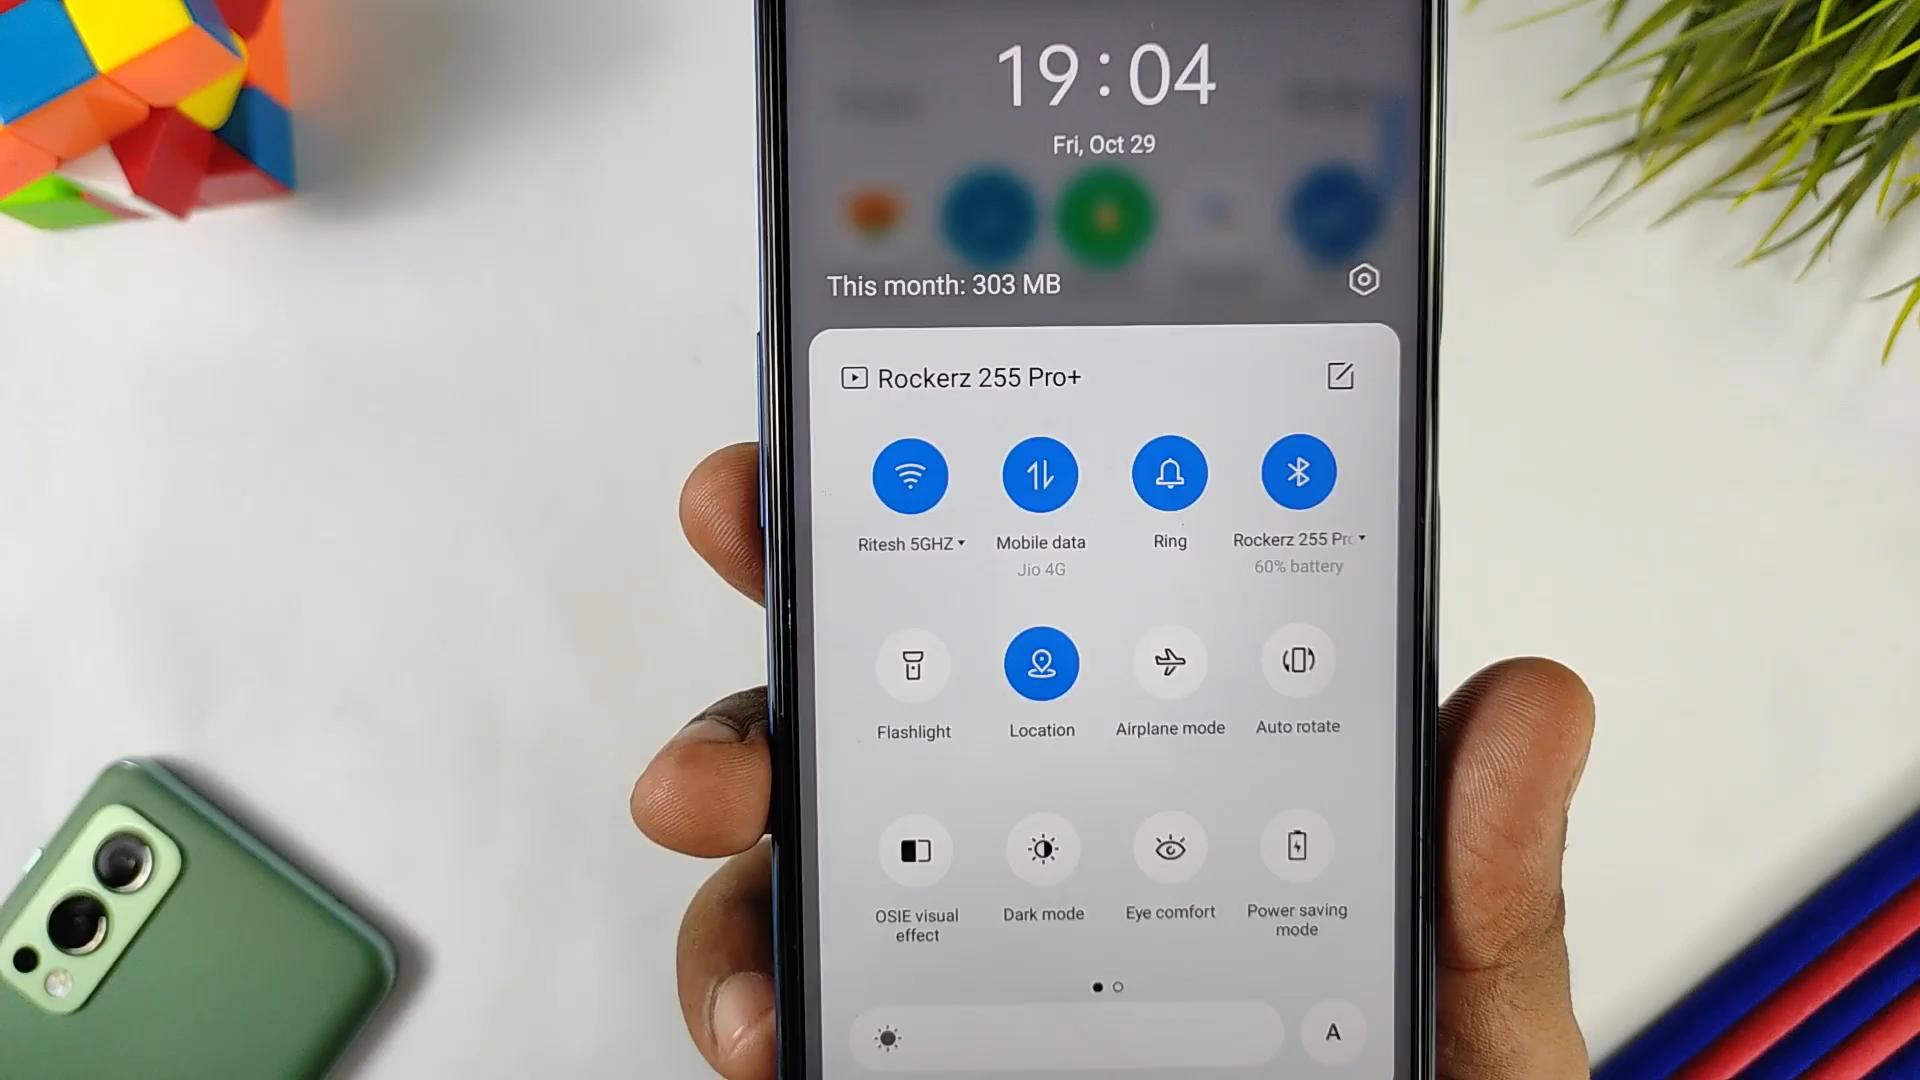 19:04
Fri, Oct 29
This month: 303 MB
Rockerz 255 Pro+
Ritesh 5GHZ
Mobile data
Jio 4G
Ring
Rockerz 255 Pro
60% battery
Flashlight
Location
Airplane mode
Auto rotate
OSIE visual
effect
Dark mode
Eye comfort
Power saving
mode
A